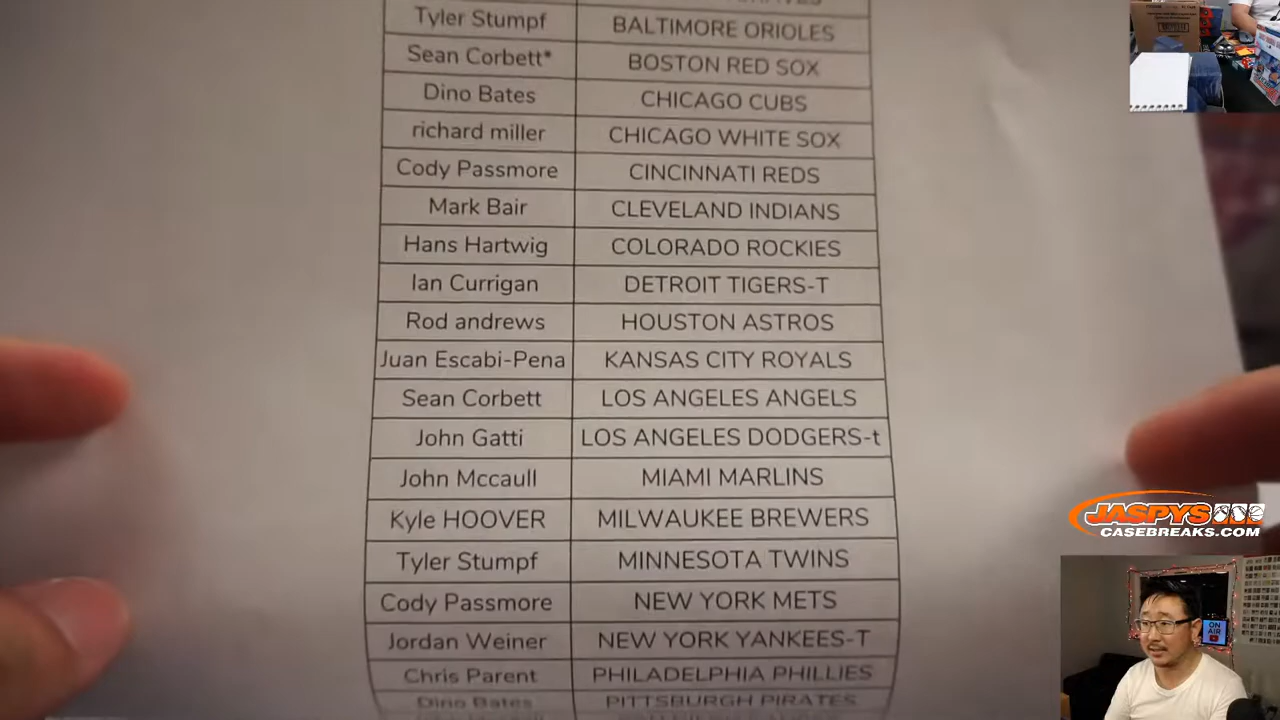 Tyler Stumpf BALTIMORE ORIOLES
Sean Corbett* BOSTON RED SOX
Dino Bates CHICAGO CUBS
richard miller CHICAGO WHITE SOX
Cody Passmore CINCINNATI REDS
Mark Bair CLEVELAND INDIANS
Hans Hartwig COLORADO ROCKIES
Ian Currigan DETROIT TIGERS-T
Rod andrews HOUSTON ASTROS
Juan Escabi-Pena KANSAS CITY ROYALS
Sean Corbett LOS ANGELES ANGELS
John Gatti LOS ANGELES DODGERS-t
John Mccaull MIAMI MARLINS
Kyle HOOVER MILWAUKEE BREWERS
Tyler Stumpf MINNESOTA TWINS
Cody Passmore NEW YORK METS
Jordan Weiner NEW YORK YANKEES-T
Chris Parent PHILADELPHIA PHILLIES
Dino Bates PITTSBURGH PIRATES
JASPYS
CASEBREAKS.COM
ON AIR